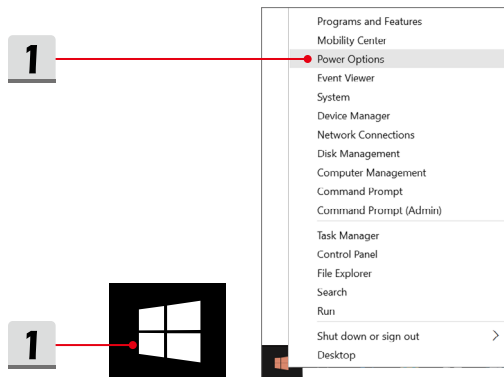 1
Programs and Features
Mobility Center
Power Options
Event Viewer
System
Device Manager
Network Connections
Disk Management
Computer Management
Command Prompt
Command Prompt (Admin)
Task Manager
Control Panel
File Explorer
Search
Run
1
Shut down or sign out
Desktop